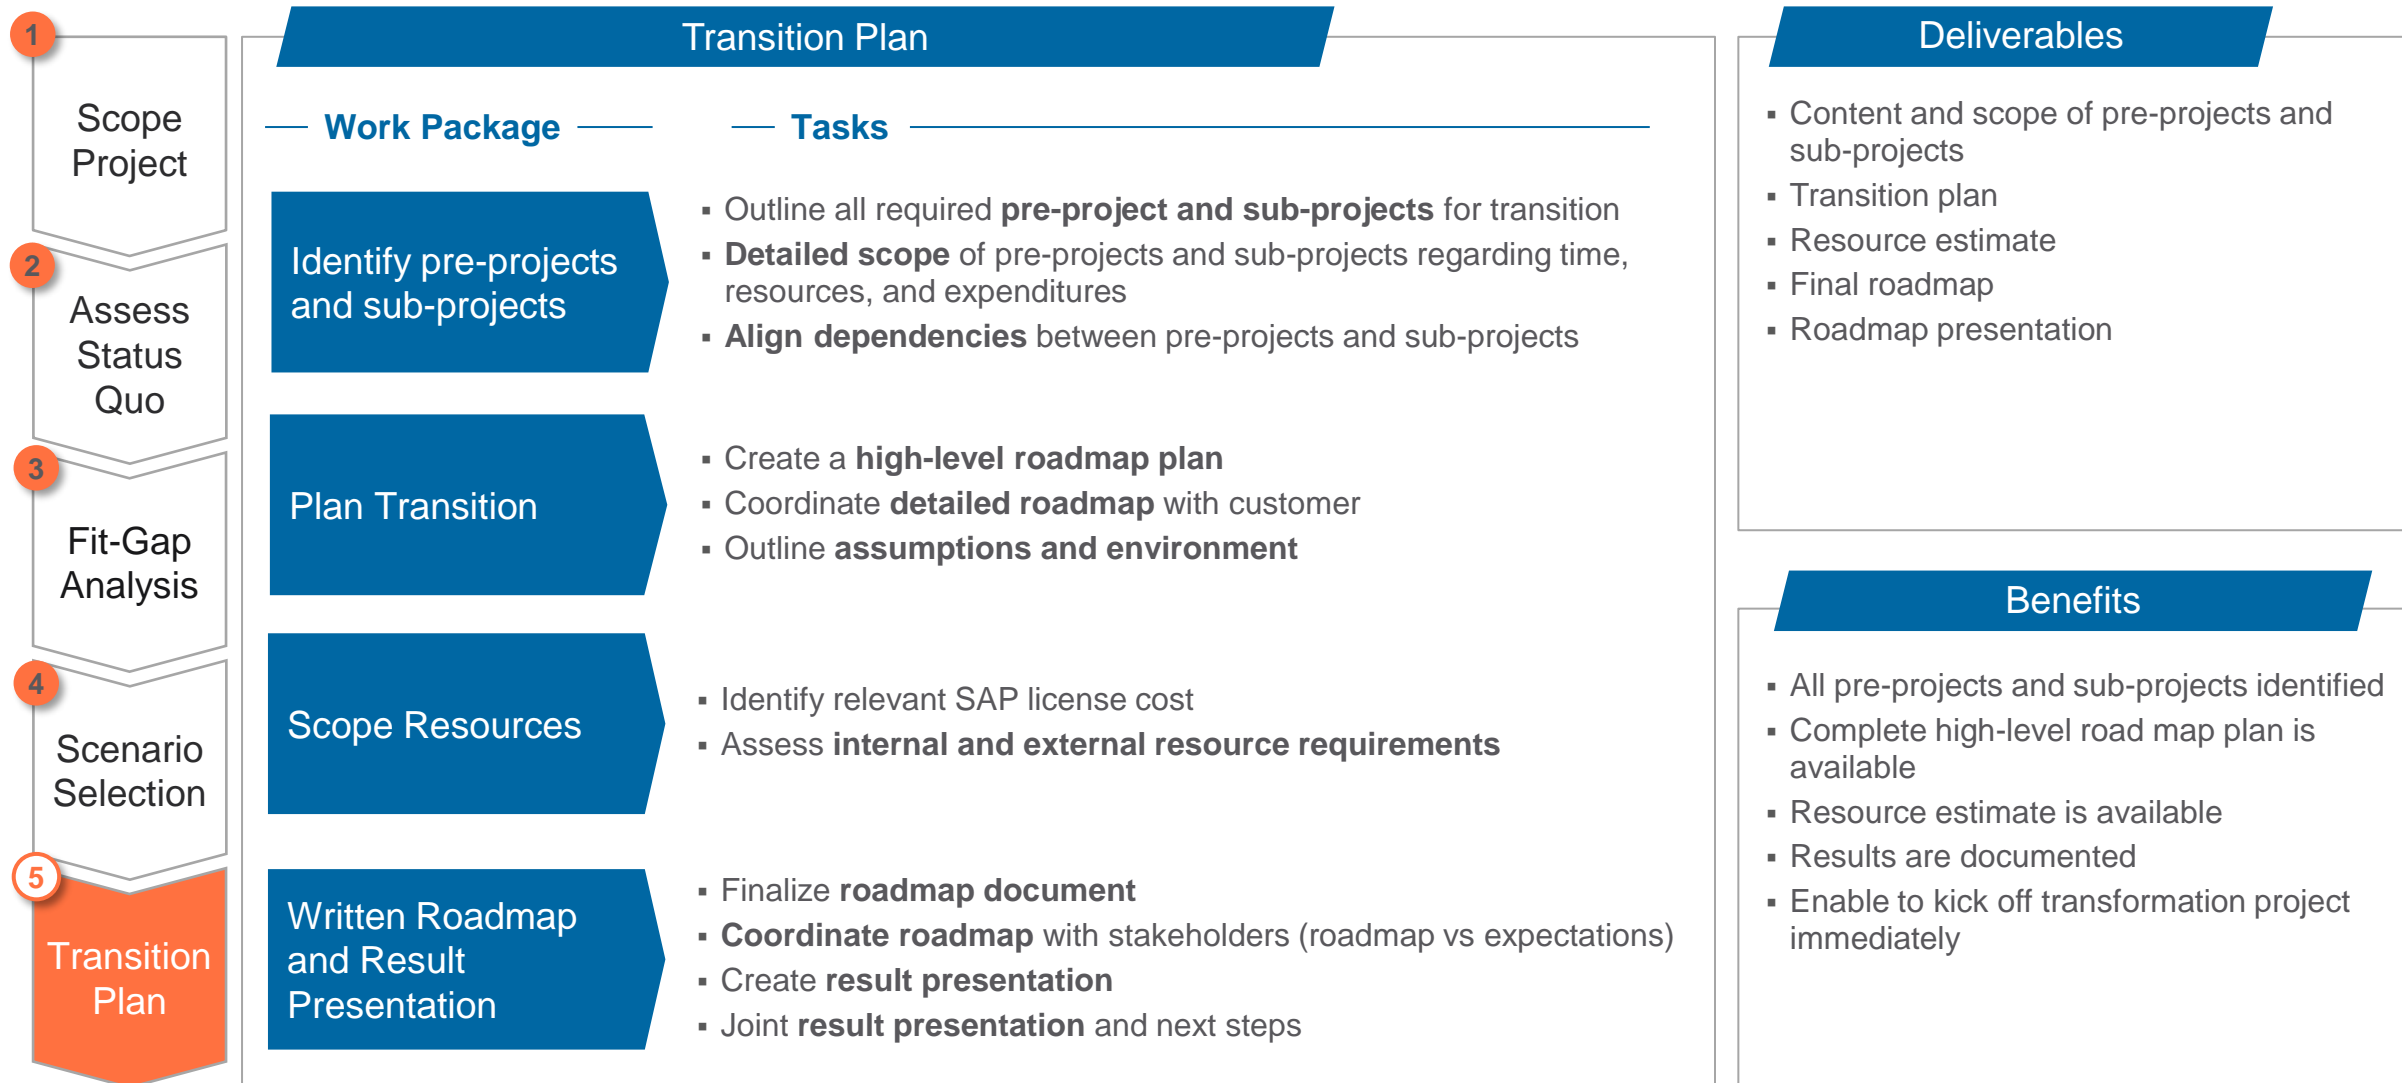 1
Scope
Project
2
Assess
Status
Quo
3
Fit-Gap
Analysis
4
Scenario
Selection
5
Transition
Plan
Transition Plan
Work Package
Tasks
Identify pre-projects
and sub-projects
▪ Outline all required pre-project and sub-projects for transition
▪ Detailed scope of pre-projects and sub-projects regarding time,
resources, and expenditures
▪ Align dependencies between pre-projects and sub-projects
Plan Transition
▪ Create a high-level roadmap plan
▪ Coordinate detailed roadmap with customer
▪ Outline assumptions and environment
Scope Resources
▪ Identify relevant SAP license cost
▪ Assess internal and external resource requirements
Written Roadmap
and Result
Presentation
▪ Finalize roadmap document
▪ Coordinate roadmap with stakeholders (roadmap vs expectations)
▪ Create result presentation
▪ Joint result presentation and next steps
Deliverables
▪ Content and scope of pre-projects and
sub-projects
▪ Transition plan
▪ Resource estimate
▪ Final roadmap
▪ Roadmap presentation
Benefits
▪ All pre-projects and sub-projects identified
▪ Complete high-level road map plan is
available
▪ Resource estimate is available
▪ Results are documented
▪ Enable to kick off transformation project
immediately